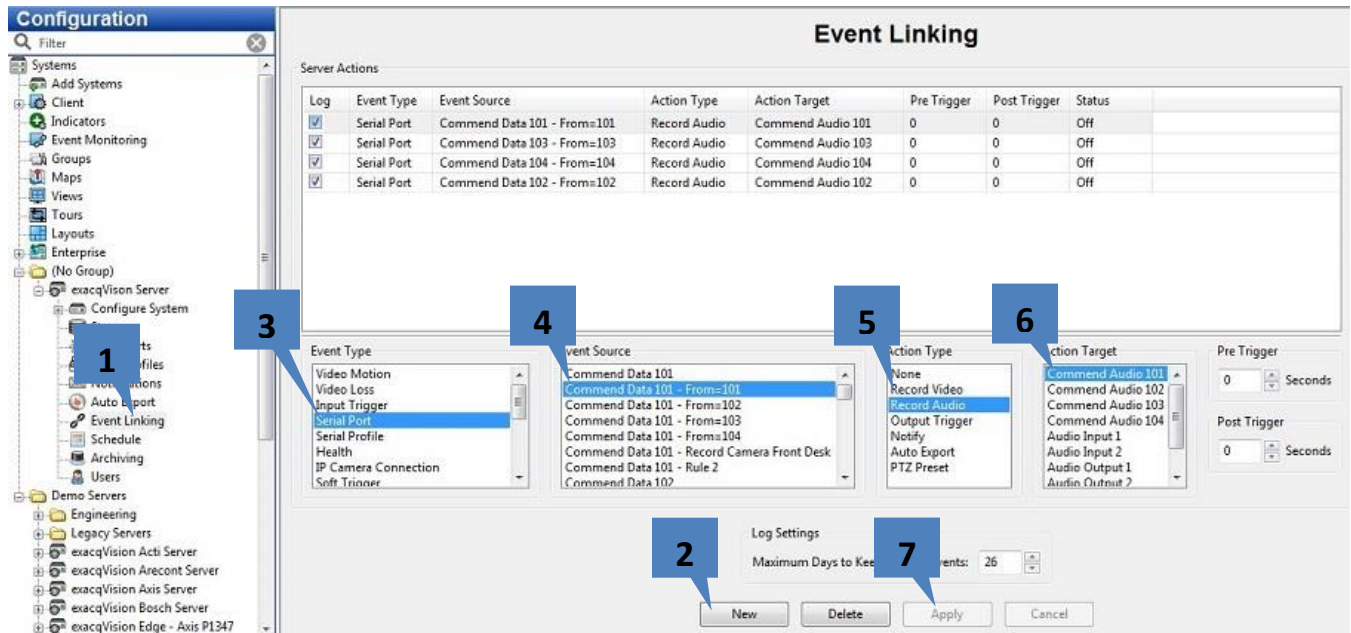 Configuration
Filter
Systems
Add Systems
Client
Indicators
Event Monitoring
Groups
Maps
Views
Tours
Layouts
Enterprise
(No Group)
exacqVison Server
Configure System
1
Auto Export
Event Linking
Schedule
Archiving
Users
Demo Servers
Engineering
Legacy Servers
exacqVision Acti Server
exacqVision Arecont Server
exacqVision Axis Server
exacqVision Bosch Server
exacqVision Edge - Axis P1347
Event Linking
Server Actions
Log Event Type Event Source Action Type Action Target Pre Trigger Post Trigger Status
Serial Port Commend Data 101 - From=101 Record Audio Commend Audio 101 0 0 Off
Serial Port Commend Data 103 - From=103 Record Audio Commend Audio 103 0 0 Off
Serial Port Commend Data 104 - From=104 Record Audio Commend Audio 104 0 0 Off
Serial Port Commend Data 102 - From=102 Record Audio Commend Audio 102 0 0 Off
3
4
5
6
Event Type
Video Motion
Video Loss
Input Trigger
Serial Port
Serial Profile
Health
IP Camera Connection
Soft Trigger
Event Source
Commend Data 101
Commend Data 101 - From=101
Commend Data 101 - From=102
Commend Data 101 - From=103
Commend Data 101 - From=104
Commend Data 101 - Record Camera Front Desk
Commend Data 101 - Rule 2
Commend Data 102
Action Type
None
Record Video
Record Audio
Output Trigger
Notify
Auto Export
PTZ Preset
Action Target
Commend Audio 101
Commend Audio 102
Commend Audio 103
Commend Audio 104
Audio Input 1
Audio Input 2
Audio Output 1
Audio Output 2
Pre Trigger
0 Seconds
Post Trigger
0 Seconds
Log Settings
Maximum Days to Kee vents: 26
2
7
New Delete Apply Cancel